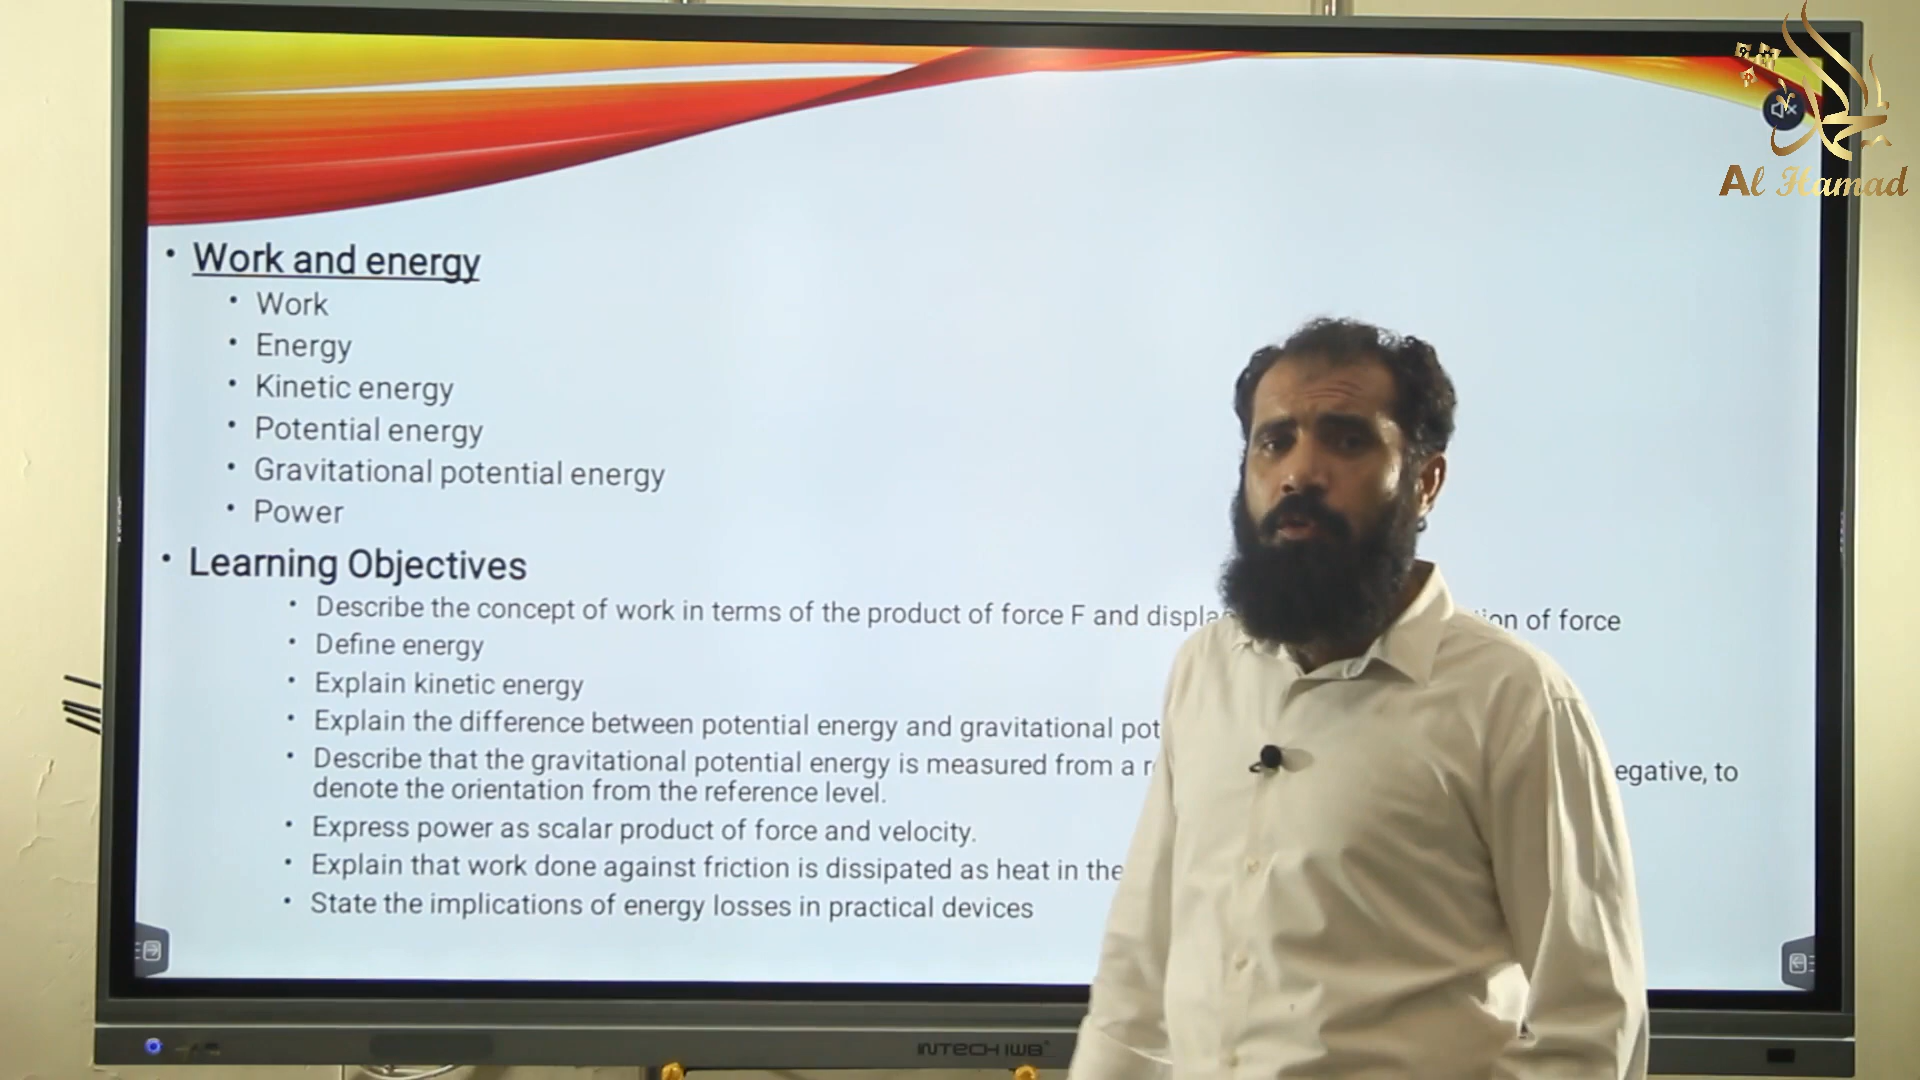 Al Hamad
• Work and energy
• Work
• Energy
• Kinetic energy
• Potential energy
• Gravitational potential energy
• Power
• Learning Objectives
• Describe the concept of work in terms of the product of force F and of force
• Define energy
• Explain kinetic energy
• Explain the difference between potential energy and gravitational
• Describe that the gravitational potential energy is measured from a to
denote the orientation from the reference level.
• Express power as scalar product of force and velocity.
• Explain that work done against friction is dissipated as heat in the
• State the implications of energy losses in practical devices
INTECH IWB